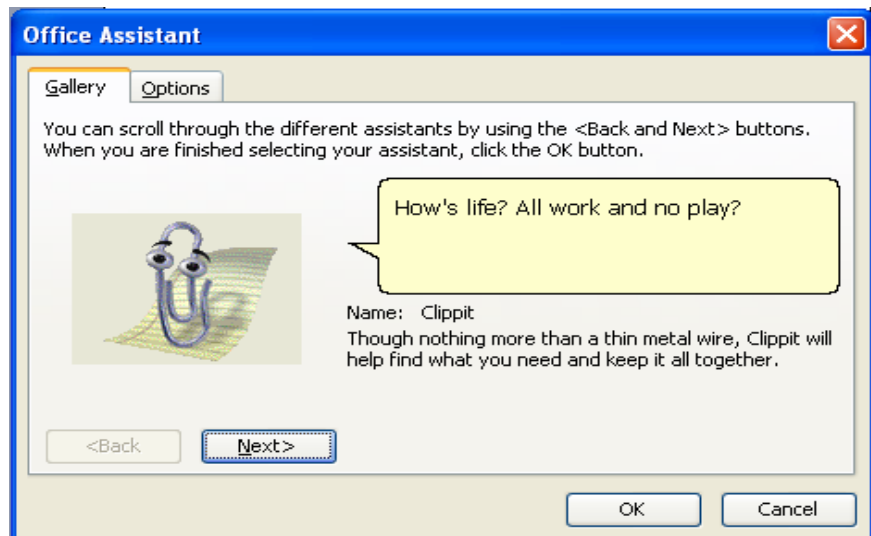 Office Assistant
Gallery
Options
You can scroll through the different assistants by using the <Back and Next> buttons.
When you are finished selecting your assistant, click the OK button.
How's life? All work and no play?
Name: Clippit
Though nothing more than a thin metal wire, Clippit will
help find what you need and keep it all together.
<Back
Next>
OK
Cancel